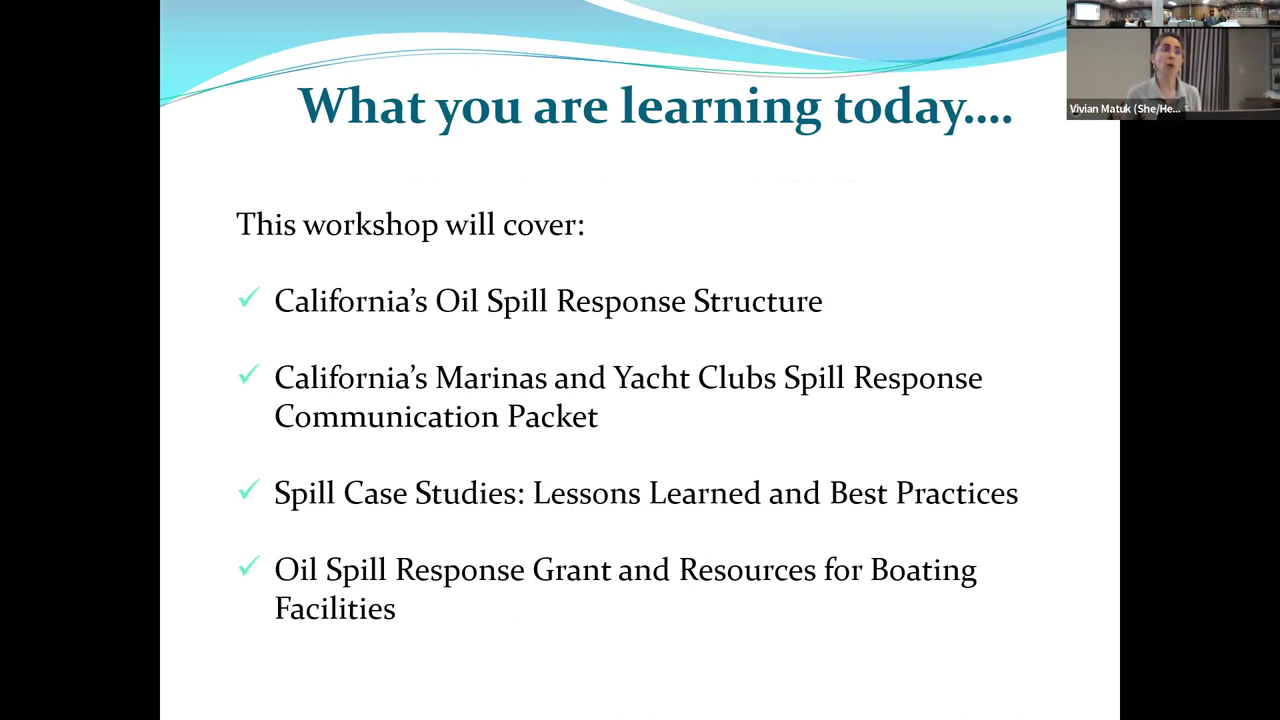 What you are learning today....
This workshop will cover:
California's Oil Spill Response Structure
California's Marinas and Yacht Clubs Spill Response
Communication Packet
Spill Case Studies: Lessons Learned and Best Practices
Oil Spill Response Grant and Resources for Boating
Facilities
Vivian Matuk (She/He...